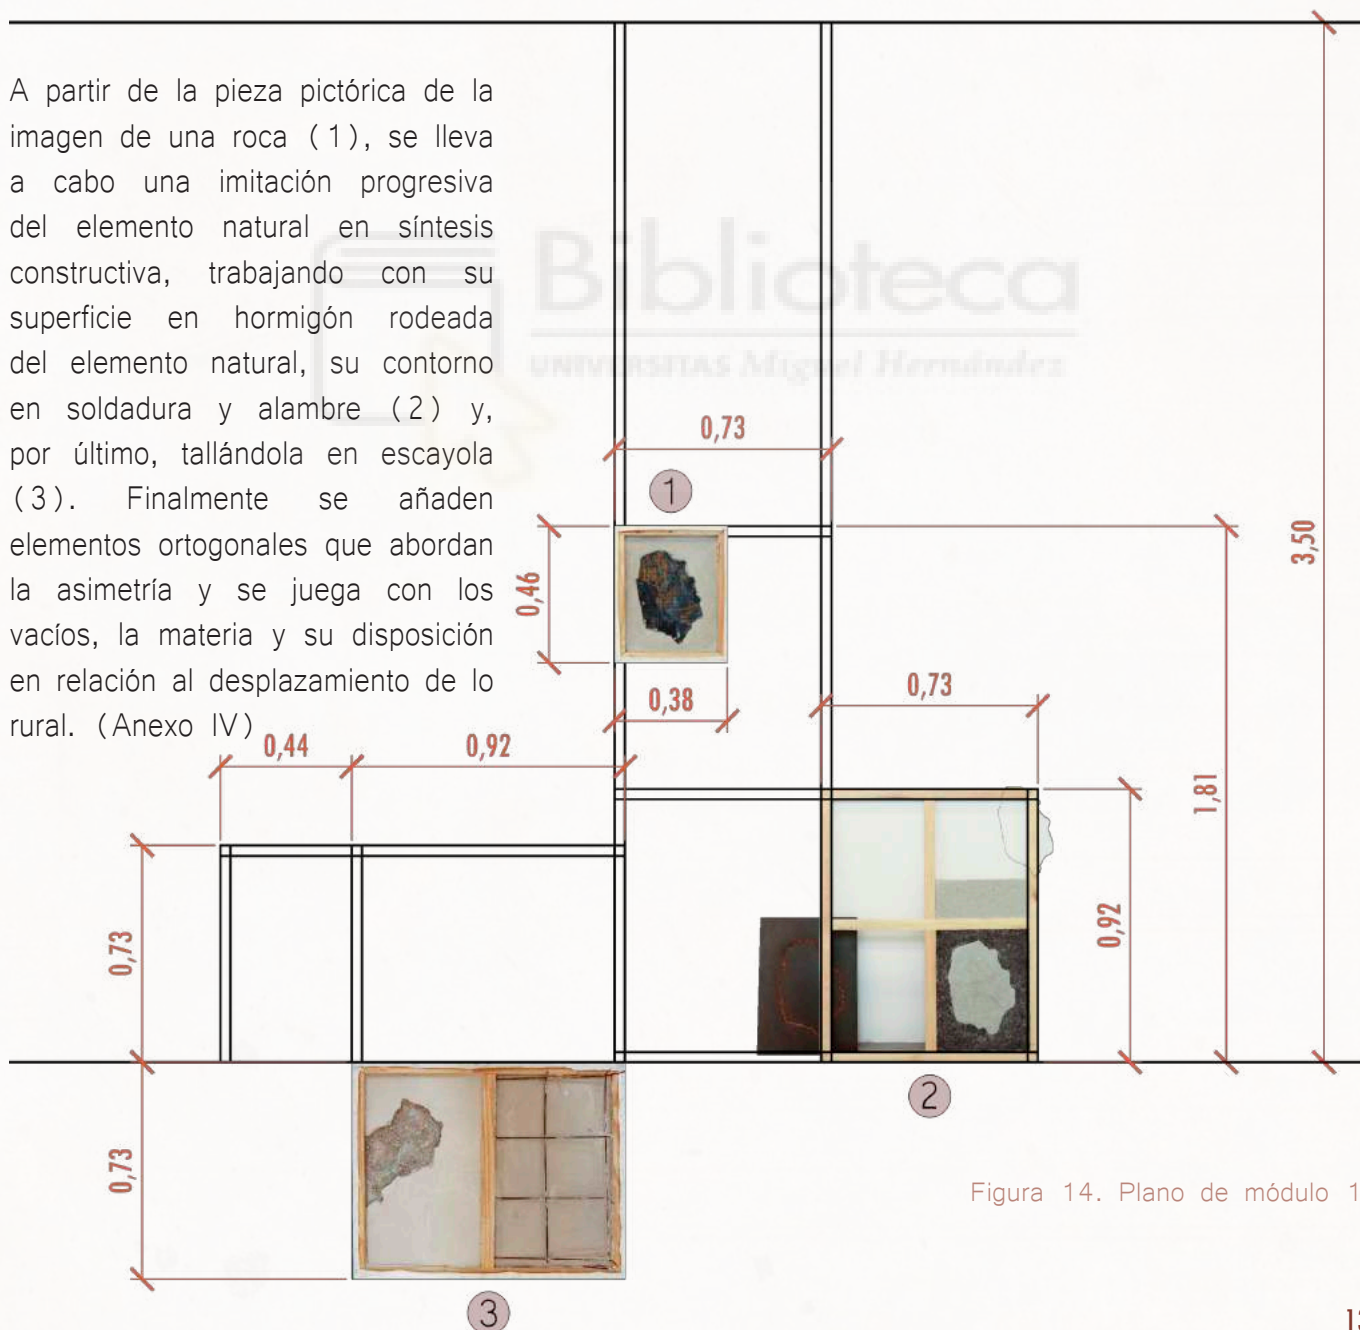 A partir de la pieza pictórica de la
imagen de una roca (1), se lleva
a cabo una imitación progresiva
del elemento natural en síntesis
constructiva, trabajando con su
superficie en hormigón rodeada
del elemento natural, su contorno
en soldadura y alambre (2) y,
por último, tallándola en escayola
(3). Finalmente se añaden
elementos ortogonales que abordan
la asimetría y se juega con los
vacíos, la materia y su disposición
en relación al desplazamiento de lo
rural. (Anexo IV)
Biblioteca
UNIVERSITAS Miguel Hernández
0,73
1
3,50
0,46
0,38
0,73
0,44
0,92
1,81
0,73
0,92
2
0,73
Figura 14. Plano de módulo 1
3
13